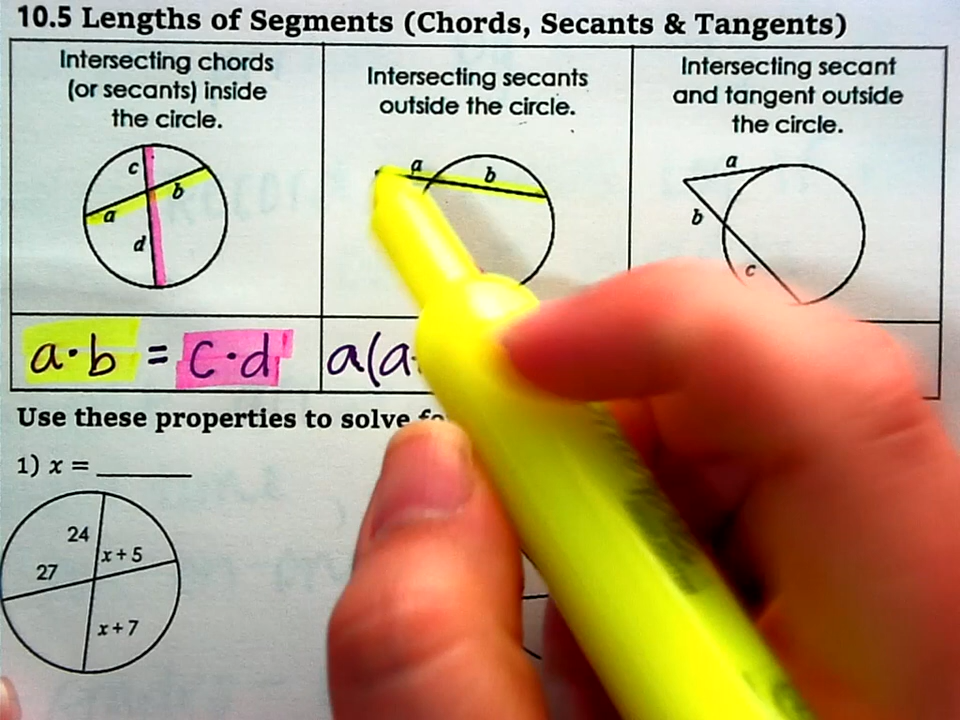 10.5 Lengths of Segments (Chords, Secants & Tangents)
Intersecting chords
(or secants) inside
the circle.
c
b
a
d
Intersecting secants
outside the circle.
a
b
Intersecting secant
and tangent outside
the circle.
a
b
c
a·b = c·d
a(a
Use these properties to solve
1) x = ________
24
x + 5
27
x + 7